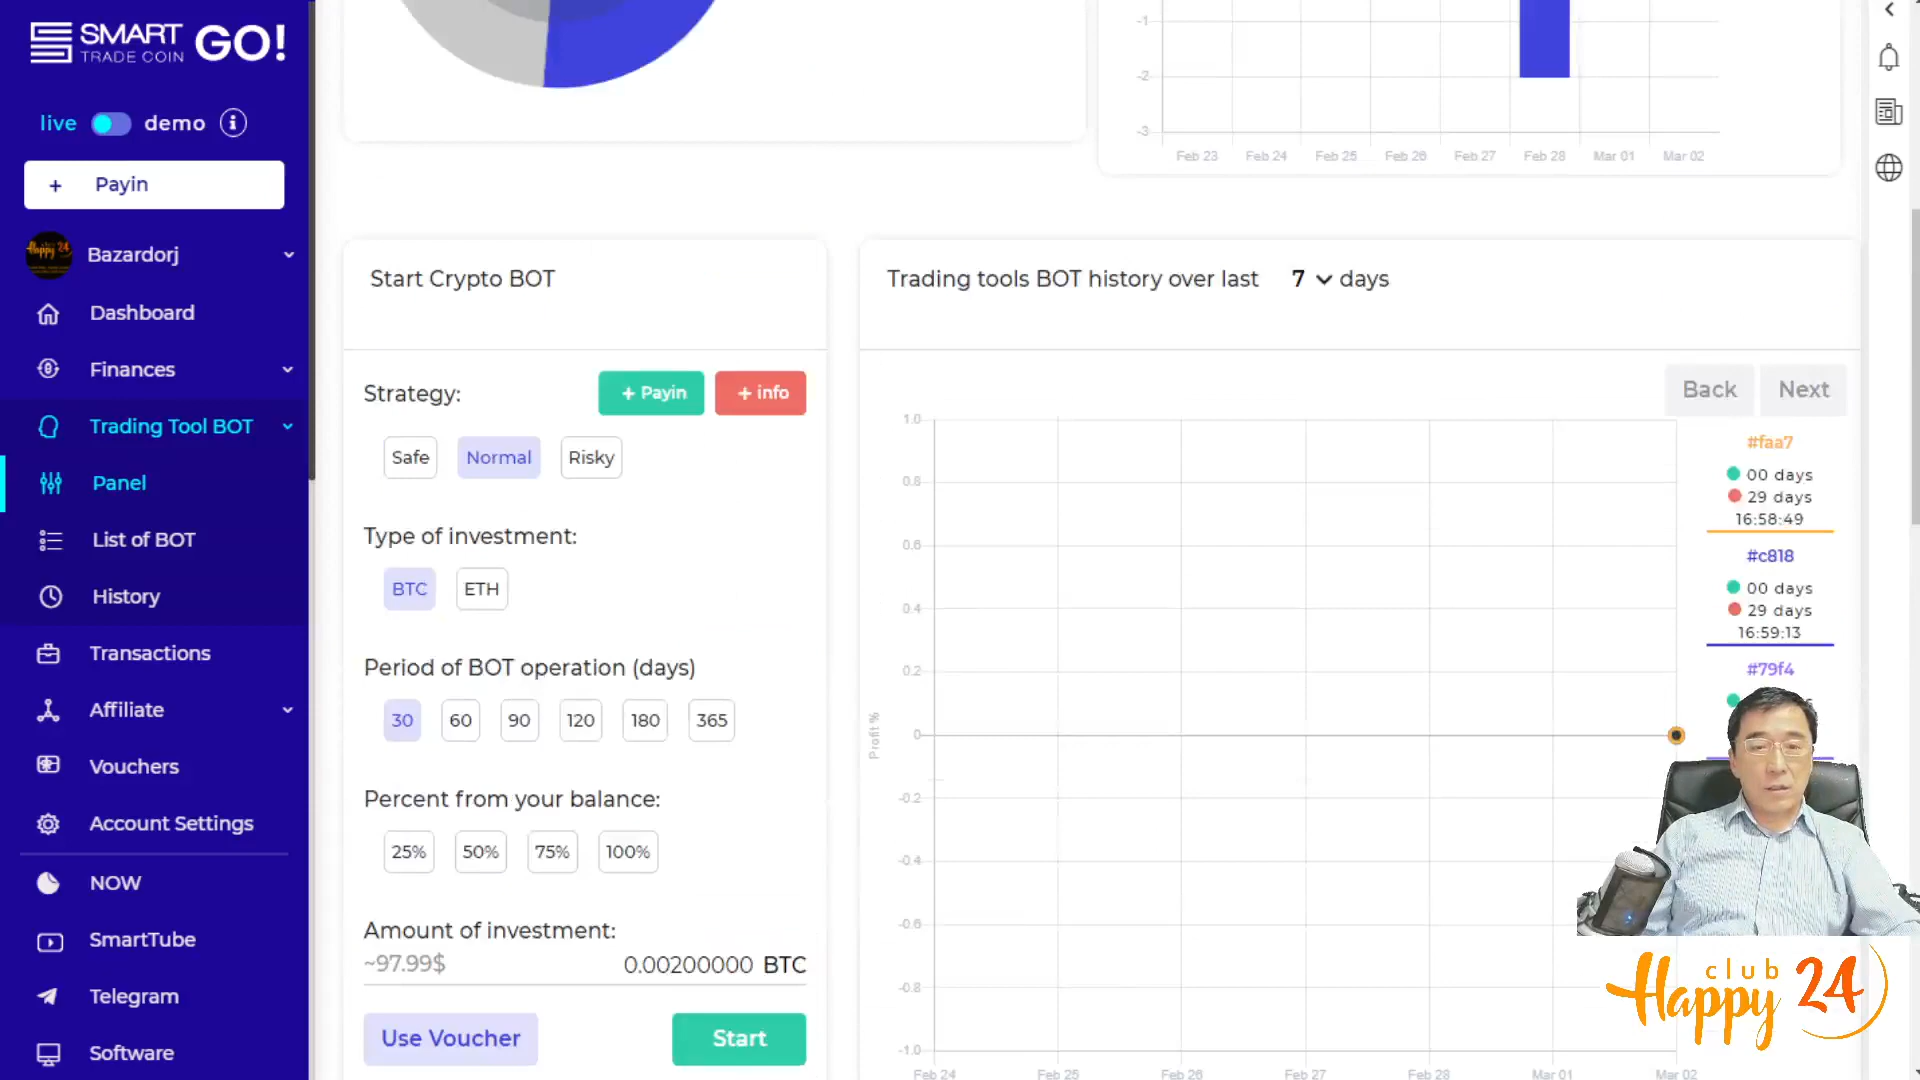 SMART
TRADE COIN
GO!
live demo
+ Payin
Bazardorj
Dashboard
Finances
Trading Tool BOT
Panel
List of BOT
History
Transactions
Affiliate
Vouchers
Account Settings
NOW
SmartTube
Telegram
Software
-1
-2
-3
Feb 23 Feb 24 Feb 25 Feb 26 Feb 27 Feb 28 Mar 01 Mar 02
Start Crypto BOT
Strategy:
+ Payin
+ info
Safe Normal Risky
Type of investment:
BTC ETH
Period of BOT operation (days)
30 60 90 120 180 365
Percent from your balance:
25% 50% 75% 100%
Amount of investment:
~97.99$ 0.00200000 BTC
Use Voucher Start
Trading tools BOT history over last 7 days
Back Next
1.0
0.8
0.6
0.4
0.2
0
-0.2
-0.4
-0.6
-0.8
-1.0
Profit %
Feb 24 Feb 25 Feb 26 Feb 27 Feb 28 Mar 01 Mar 02
#faa7
00 days
29 days
16:58:49
#c818
00 days
29 days
16:59:13
#79f4
club
Happy 24